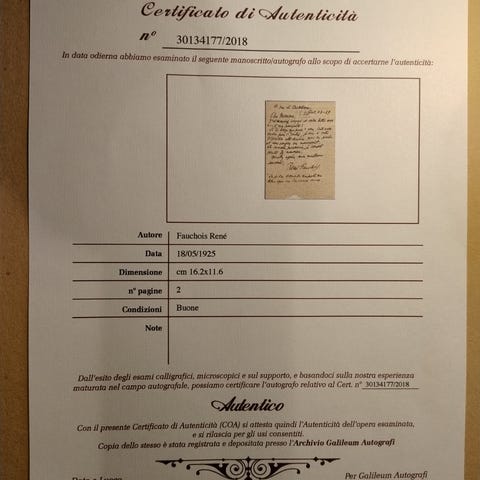 Certificato di Autenticità
n° 30134177/2018
In data odierna abbiamo esaminato il seguente manoscritto/autografo allo scopo di accertarne l'autenticità:
Autore Fauchois René
Data 18/05/1925
Dimensione cm 16.2x11.6
n° pagine 2
Condizioni Buone
Note
Dall'esito degli esami calligrafici, microscopici e sul supporto, e basandoci sulla nostra esperienza
maturata nel campo autografale, possiamo certificare l'autografo relativo al Cert. n° 30134177/2018
Autentico
Con il presente Certificato di Autenticità (COA) si attesta quindi l'Autenticità dell'opera esaminata,
e si rilascia per gli usi consentiti.
Copia dello stesso è stata registrata e depositata presso l'Archivio Galileum Autografi
Data e Luogo Per Galileum Autografi